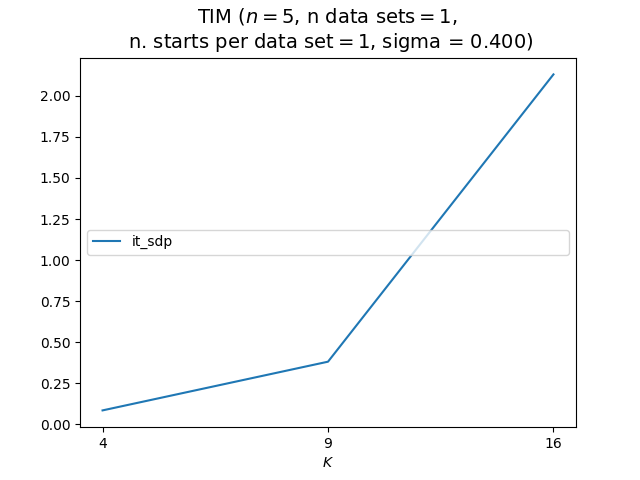 TIM (n = 5, n data sets = 1,
n. starts per data set = 1, sigma = 0.400)
2.00
1.75
1.50
1.25
it_sdp
1.00
0.75
0.50
0.25
0.00
4 9 16
K